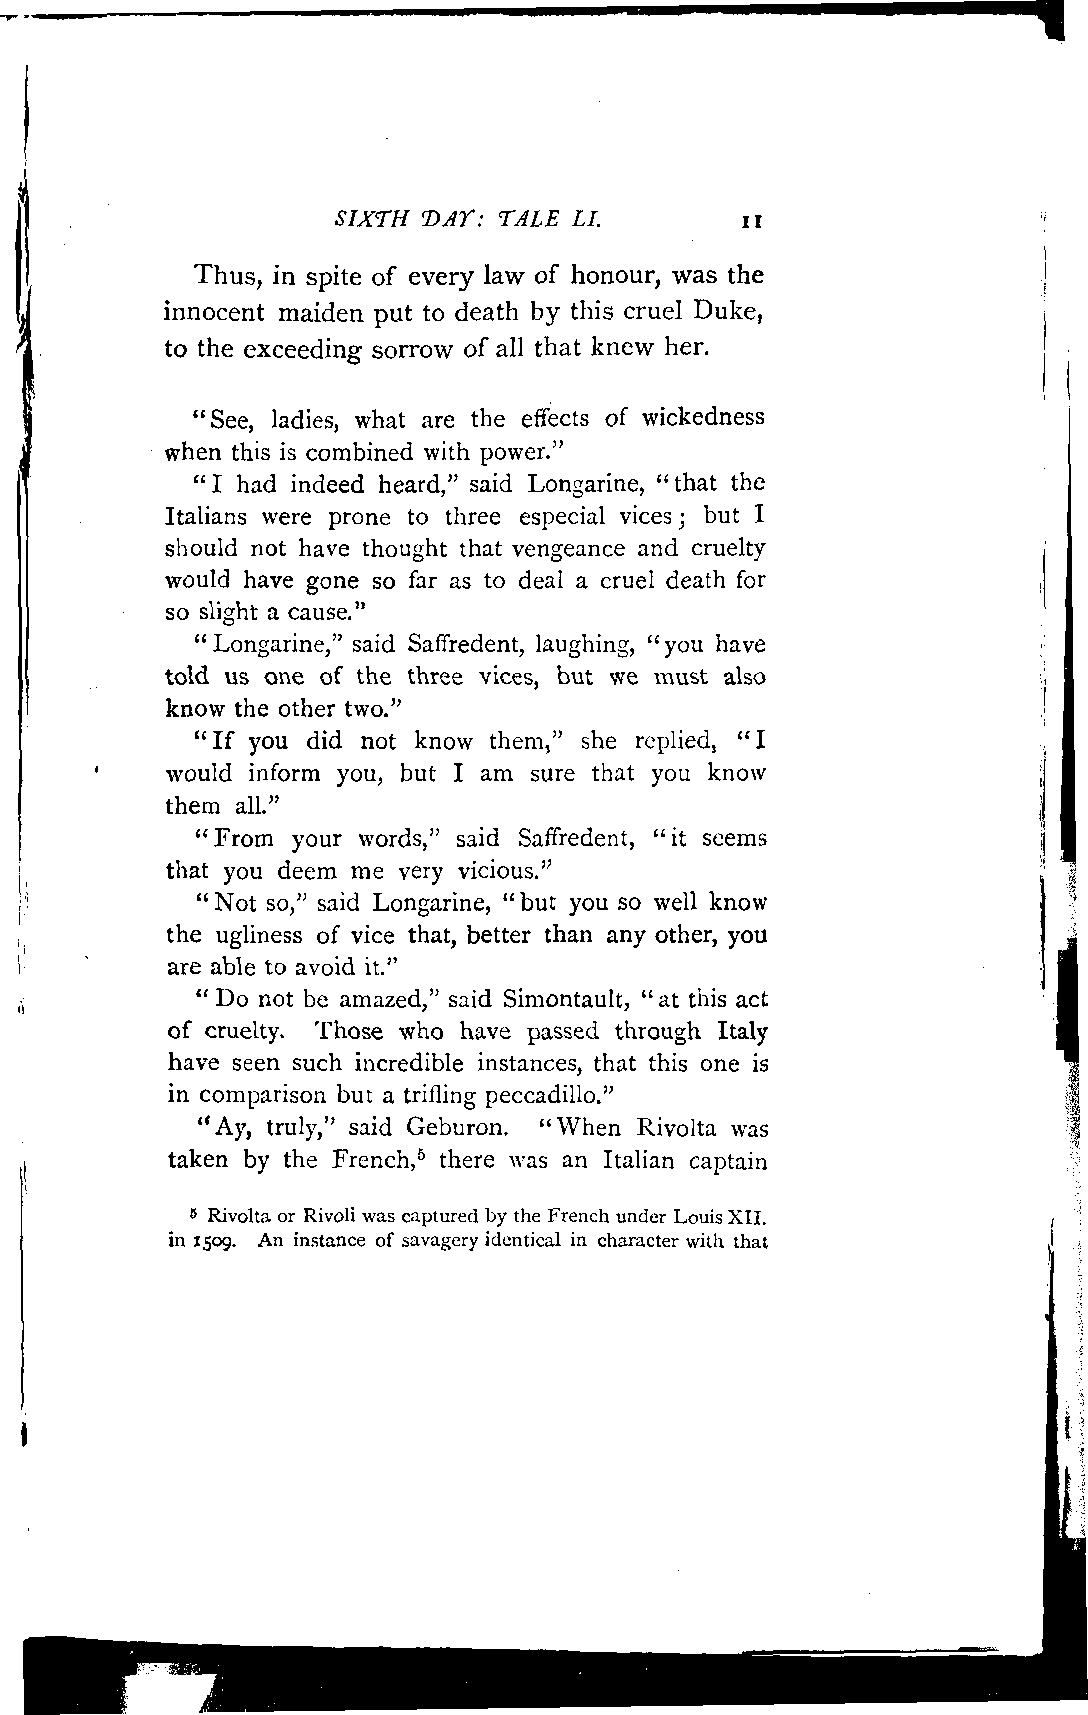 SIXTH DAY: TALE LI. 11
Thus, in spite of every law of honour, was the
innocent maiden put to death by this cruel Duke,
to the exceeding sorrow of all that knew her.
“See, ladies, what are the effects of wickedness
when this is combined with power.”
“I had indeed heard,” said Longarine, “that the
Italians were prone to three especial vices; but I
should not have thought that vengeance and cruelty
would have gone so far as to deal a cruel death for
so slight a cause.”
“Longarine,” said Saffredent, laughing, “you have
told us one of the three vices, but we must also
know the other two.”
“If you did not know them,” she replied, “I
would inform you, but I am sure that you know
them all.”
“From your words,” said Saffredent, “it seems
that you deem me very vicious.”
“Not so,” said Longarine, “but you so well know
the ugliness of vice that, better than any other, you
are able to avoid it.”
“Do not be amazed,” said Simontault, “at this act
of cruelty. Those who have passed through Italy
have seen such incredible instances, that this one is
in comparison but a trifling peccadillo.”
“Ay, truly,” said Geburon. “When Rivolta was
taken by the French,⁵ there was an Italian captain
⁵ Rivolta or Rivoli was captured by the French under Louis XII.
in 1509. An instance of savagery identical in character with that